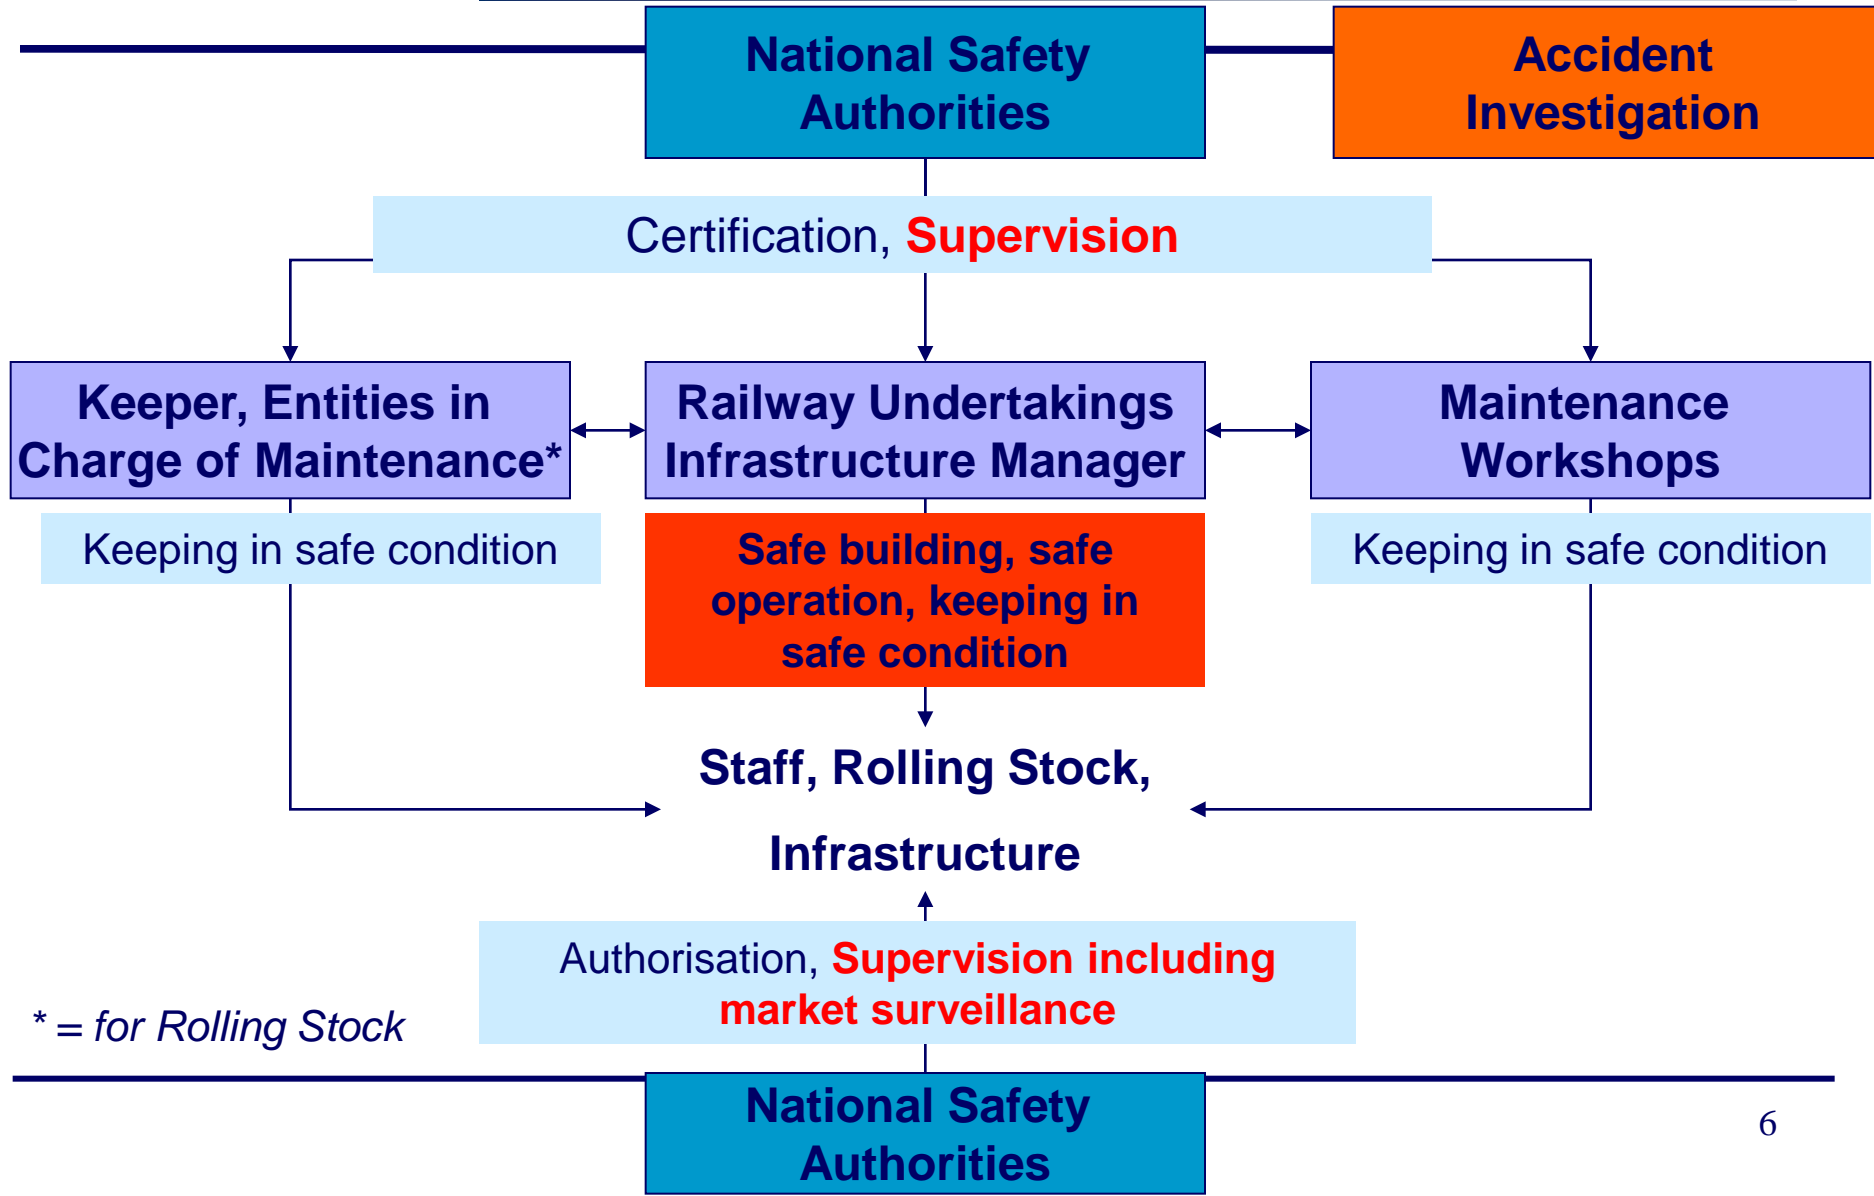 National Safety
Authorities
Accident
Investigation
Certification, Supervision
Keeper, Entities in
Charge of Maintenance*
Railway Undertakings
Infrastructure Manager
Maintenance
Workshops
Keeping in safe condition
Safe building, safe
operation, keeping in
safe condition
Keeping in safe condition
Staff, Rolling Stock,
Infrastructure
Authorisation, Supervision including
market surveillance
* = for Rolling Stock
National Safety
Authorities
6